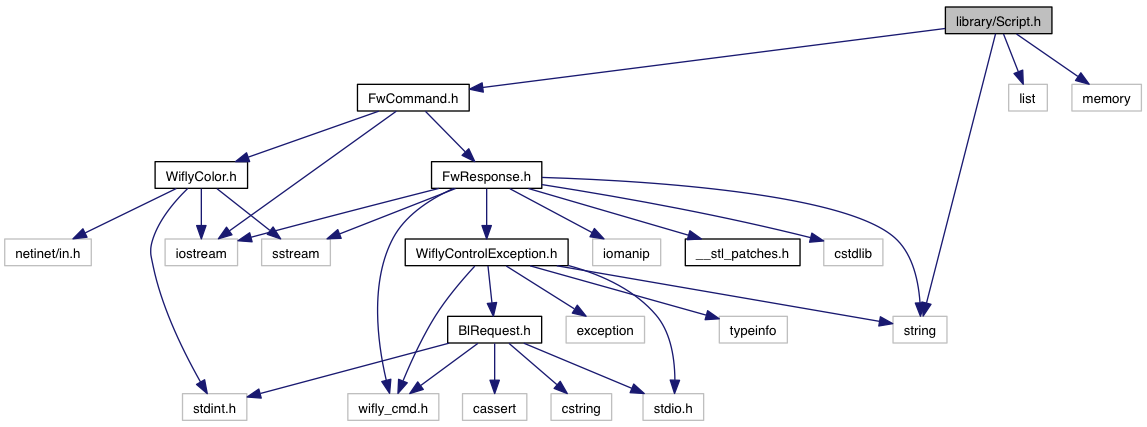 library/Script.h
FwCommand.h
list
memory
WiflyColor.h
FwResponse.h
netinet/in.h
iostream
sstream
WiflyControlException.h
iomanip
__stl_patches.h
cstdlib
BlRequest.h
exception
typeinfo
string
stdint.h
wifly_cmd.h
cassert
cstring
stdio.h